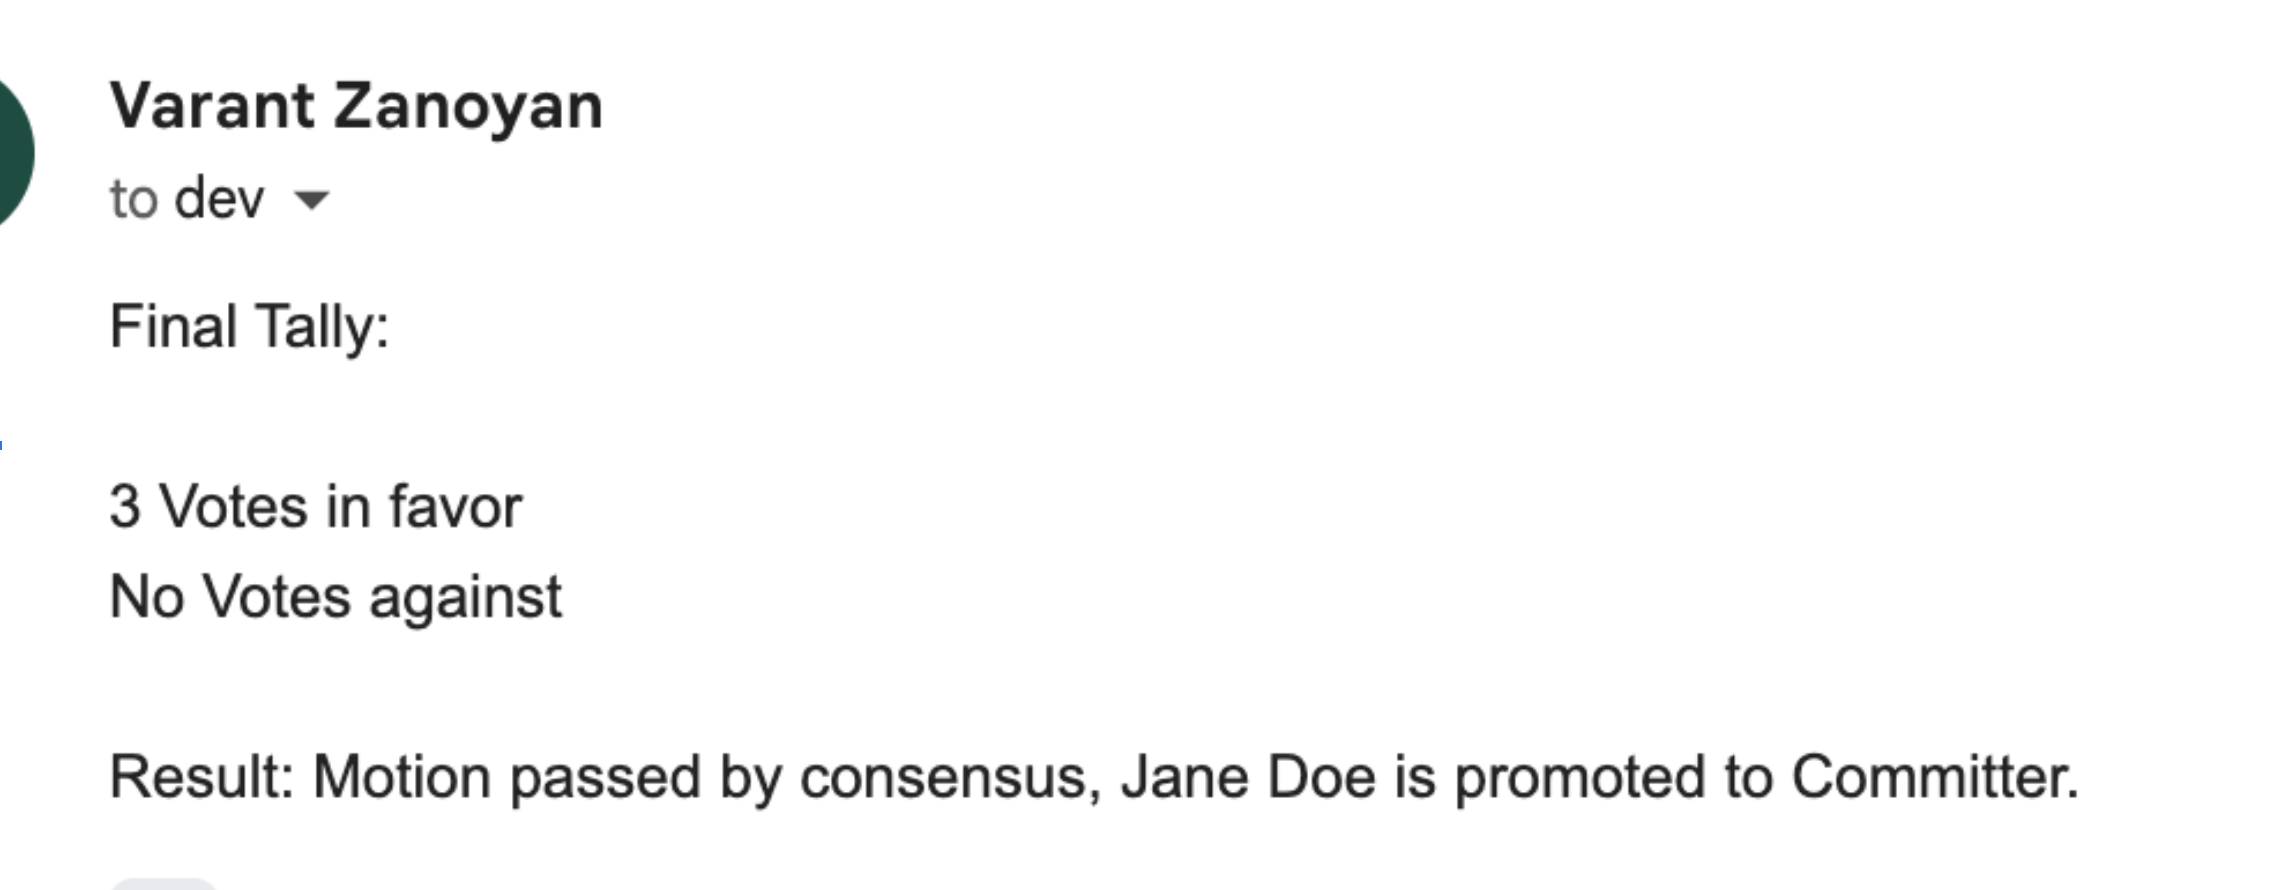 Varant Zanoyan
to dev
Final Tally:
3 Votes in favor
No Votes against
Result: Motion passed by consensus, Jane Doe is promoted to Committer.